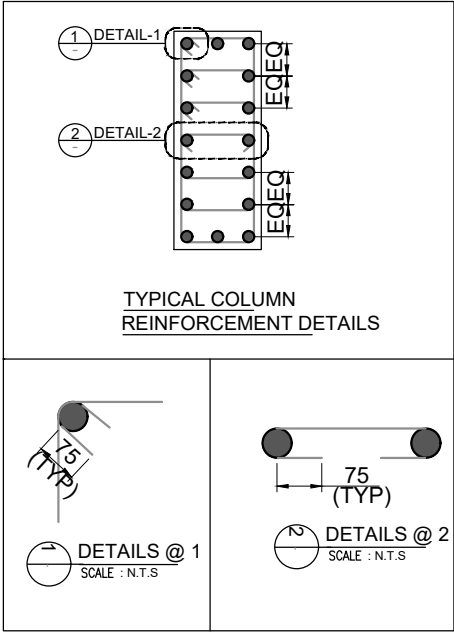 1 DETAIL-1
-
EQ EQ
2 DETAIL-2
-
EQ EQ
TYPICAL COLUMN
REINFORCEMENT DETAILS
75
(TYP)
1
DETAILS @ 1
SCALE : N.T.S
75
(TYP)
2
DETAILS @ 2
SCALE : N.T.S